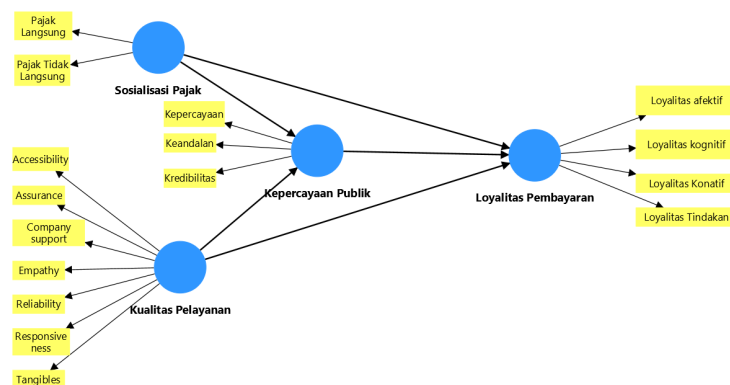 Pajak
Langsung
Pajak Tidak
Langsung
Sosialisasi Pajak
Kepercayaan
Keandalan
Kredibilitas
Kepercayaan Publik
Loyalitas afektif
Loyalitas kognitif
Loyalitas Konatif
Loyalitas Tindakan
Loyalitas Pembayaran
Accessibility
Assurance
Company
support
Empathy
Reliability
Responsive
ness
Tangibles
Kualitas Pelayanan